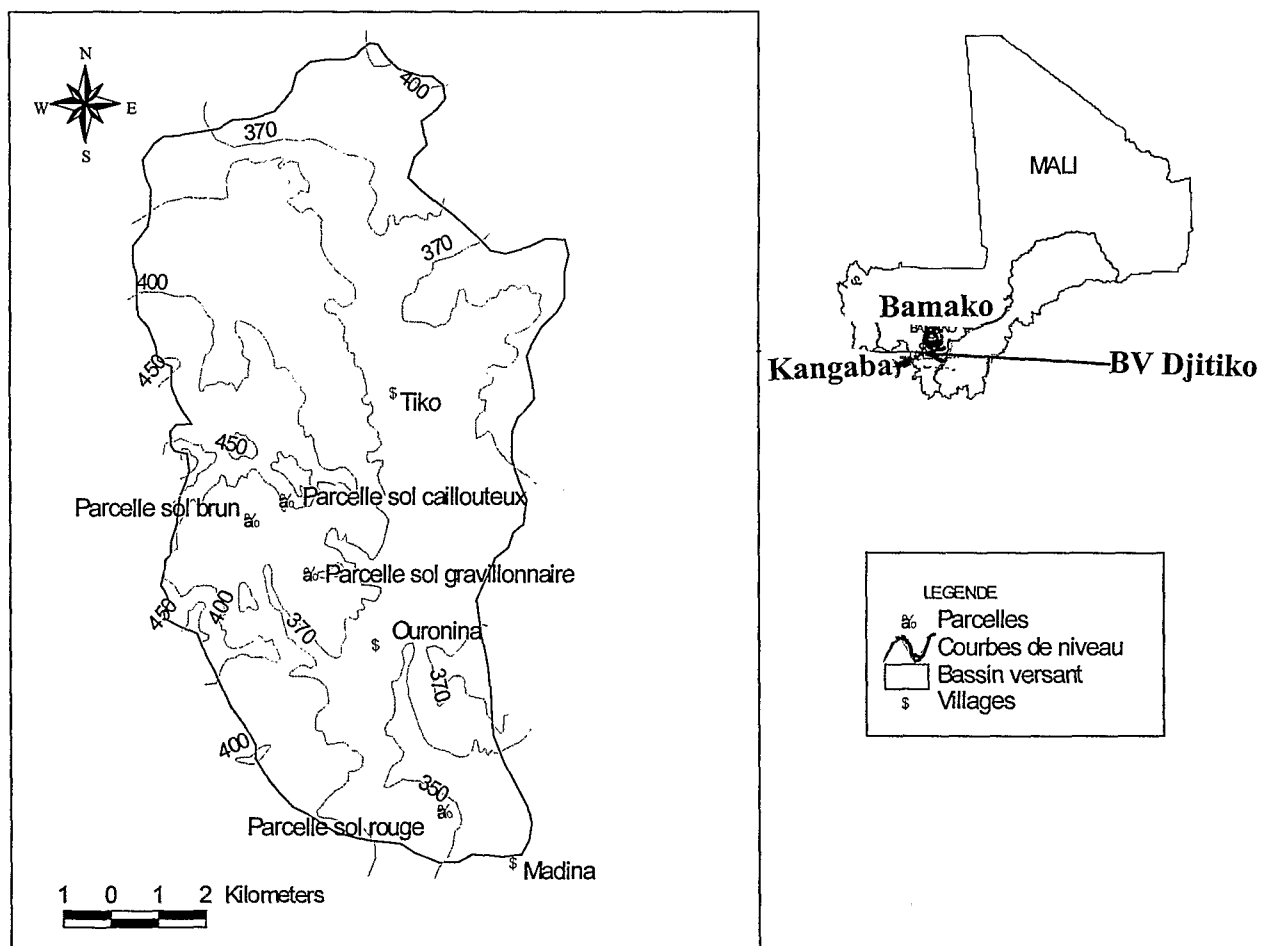 N
W E
S
400
370
370
400
450
Tiko
450
Parcelle sol caillouteux
Parcelle sol brun
Parcelle sol gravillonnaire
450
400
370
Ouronina
370
400
350
Parcelle sol rouge
Madina
1 0 1 2 Kilometers
MALI
Bamako
Kangaba
BV Djitiko
LEGENDE
Parcelles
Courbes de niveau
Bassin versant
$ Villages